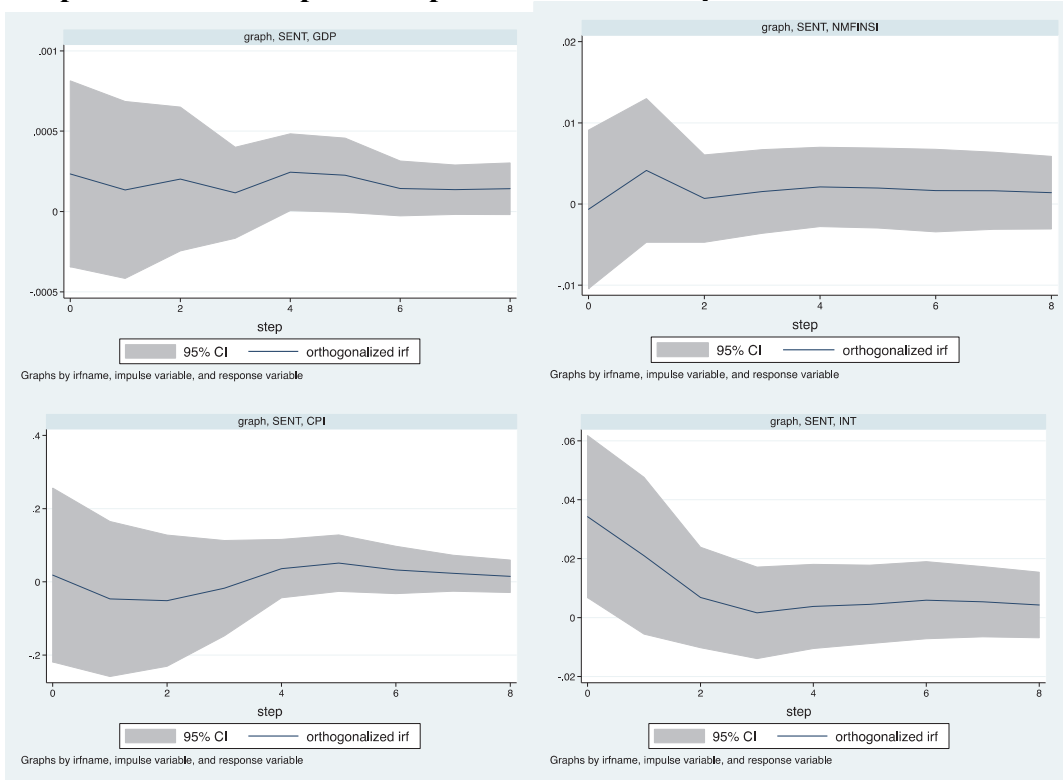 graph, SENT, GDP
.001
.0005
0
-.0005
0 2 4 6 8
step
95% CI orthogonalized irf
Graphs by irfname, impulse variable, and response variable
graph, SENT, NMFINSI
.02
.01
0
-.01
0 2 4 6 8
step
95% CI orthogonalized irf
Graphs by irfname, impulse variable, and response variable
graph, SENT, CPI
.4
.2
0
-.2
0 2 4 6 8
step
95% CI orthogonalized irf
Graphs by irfname, impulse variable, and response variable
graph, SENT, INT
.06
.04
.02
0
-.02
0 2 4 6 8
step
95% CI orthogonalized irf
Graphs by irfname, impulse variable, and response variable